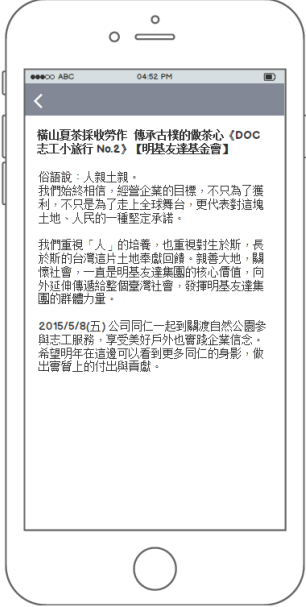 ABC
04:52 PM
橫山夏茶採收勞作 傳承古樸的做茶心《DOC
志工小旅行 No.2》【明基友達基金會】
俗語說：人親土親。
我們始終相信，經營企業的目標，不只為了獲
利，不只是為了走上全球舞台，更代表對這塊
土地、人民的一種堅定承諾。
我們重視「人」的培養，也重視對生於斯，長
於斯的台灣這片土地奉獻回饋。親善大地，關
懷社會，一直是明基友達集團的核心價值，向
外延伸傳遞給整個臺灣社會，發揮明基友達集
團的群體力量。
2015/5/8(五) 公司同仁一起到關渡自然公園參
與志工服務，享受美好戶外也實踐企業信念。
希望明年在這邊可以看到更多同仁的身影，做
出實質上的付出與貢獻。